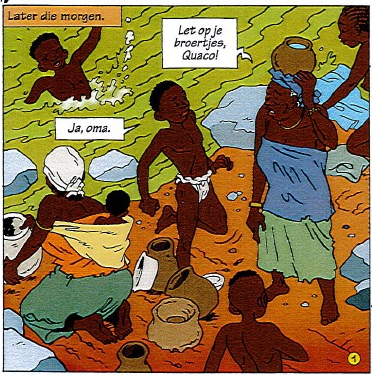 Later die morgen.
Let op je
broertjes,
Quaco!
Ja, oma.
1